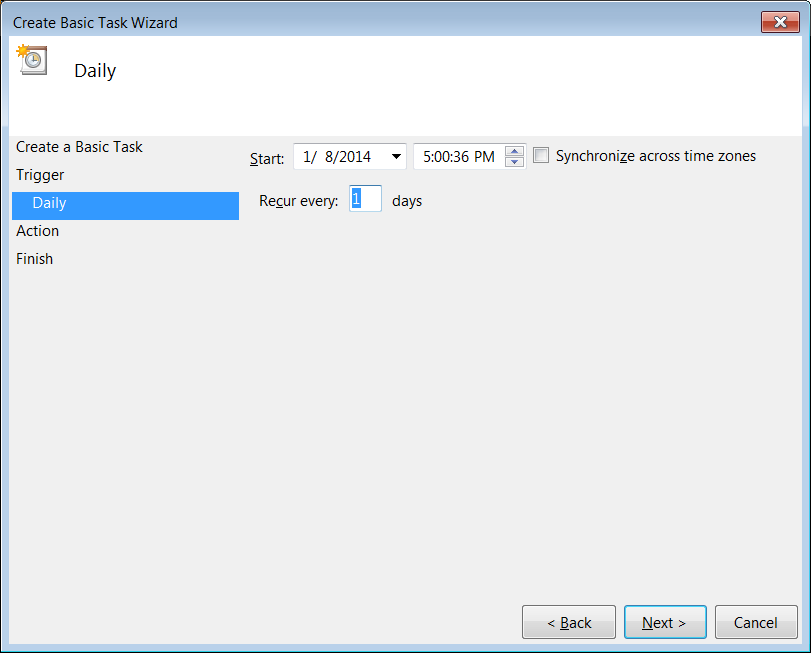 Create Basic Task Wizard
Daily
Create a Basic Task
Trigger
Daily
Action
Finish
Start: 1/ 8/2014 5:00:36 PM Synchronize across time zones
Recur every: 1 days
< Back Next > Cancel